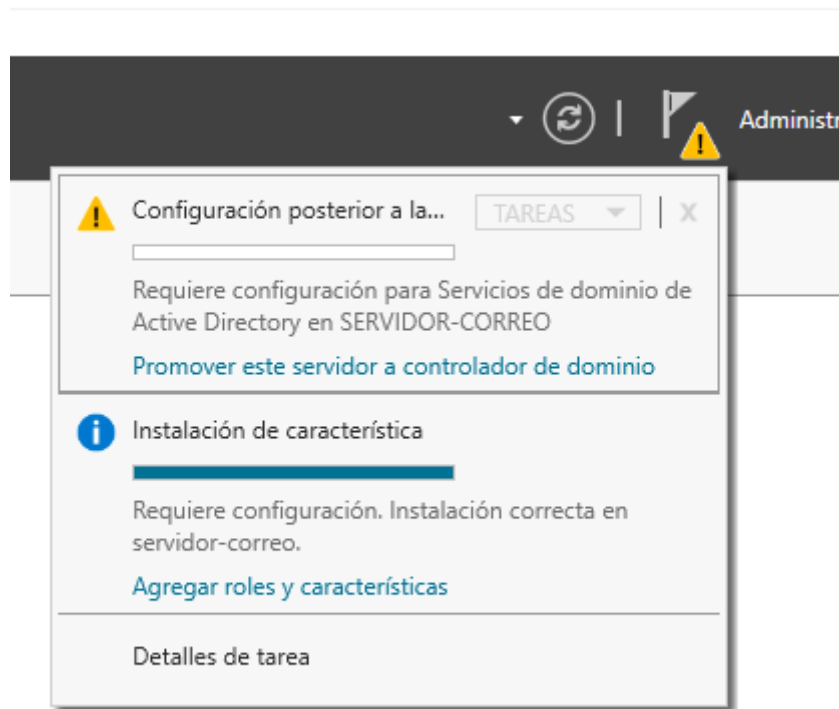 Administr
Configuración posterior a la...
TAREAS
X
Requiere configuración para Servicios de dominio de
Active Directory en SERVIDOR-CORREO
Promover este servidor a controlador de dominio
Instalación de característica
Requiere configuración. Instalación correcta en
servidor-correo.
Agregar roles y características
Detalles de tarea